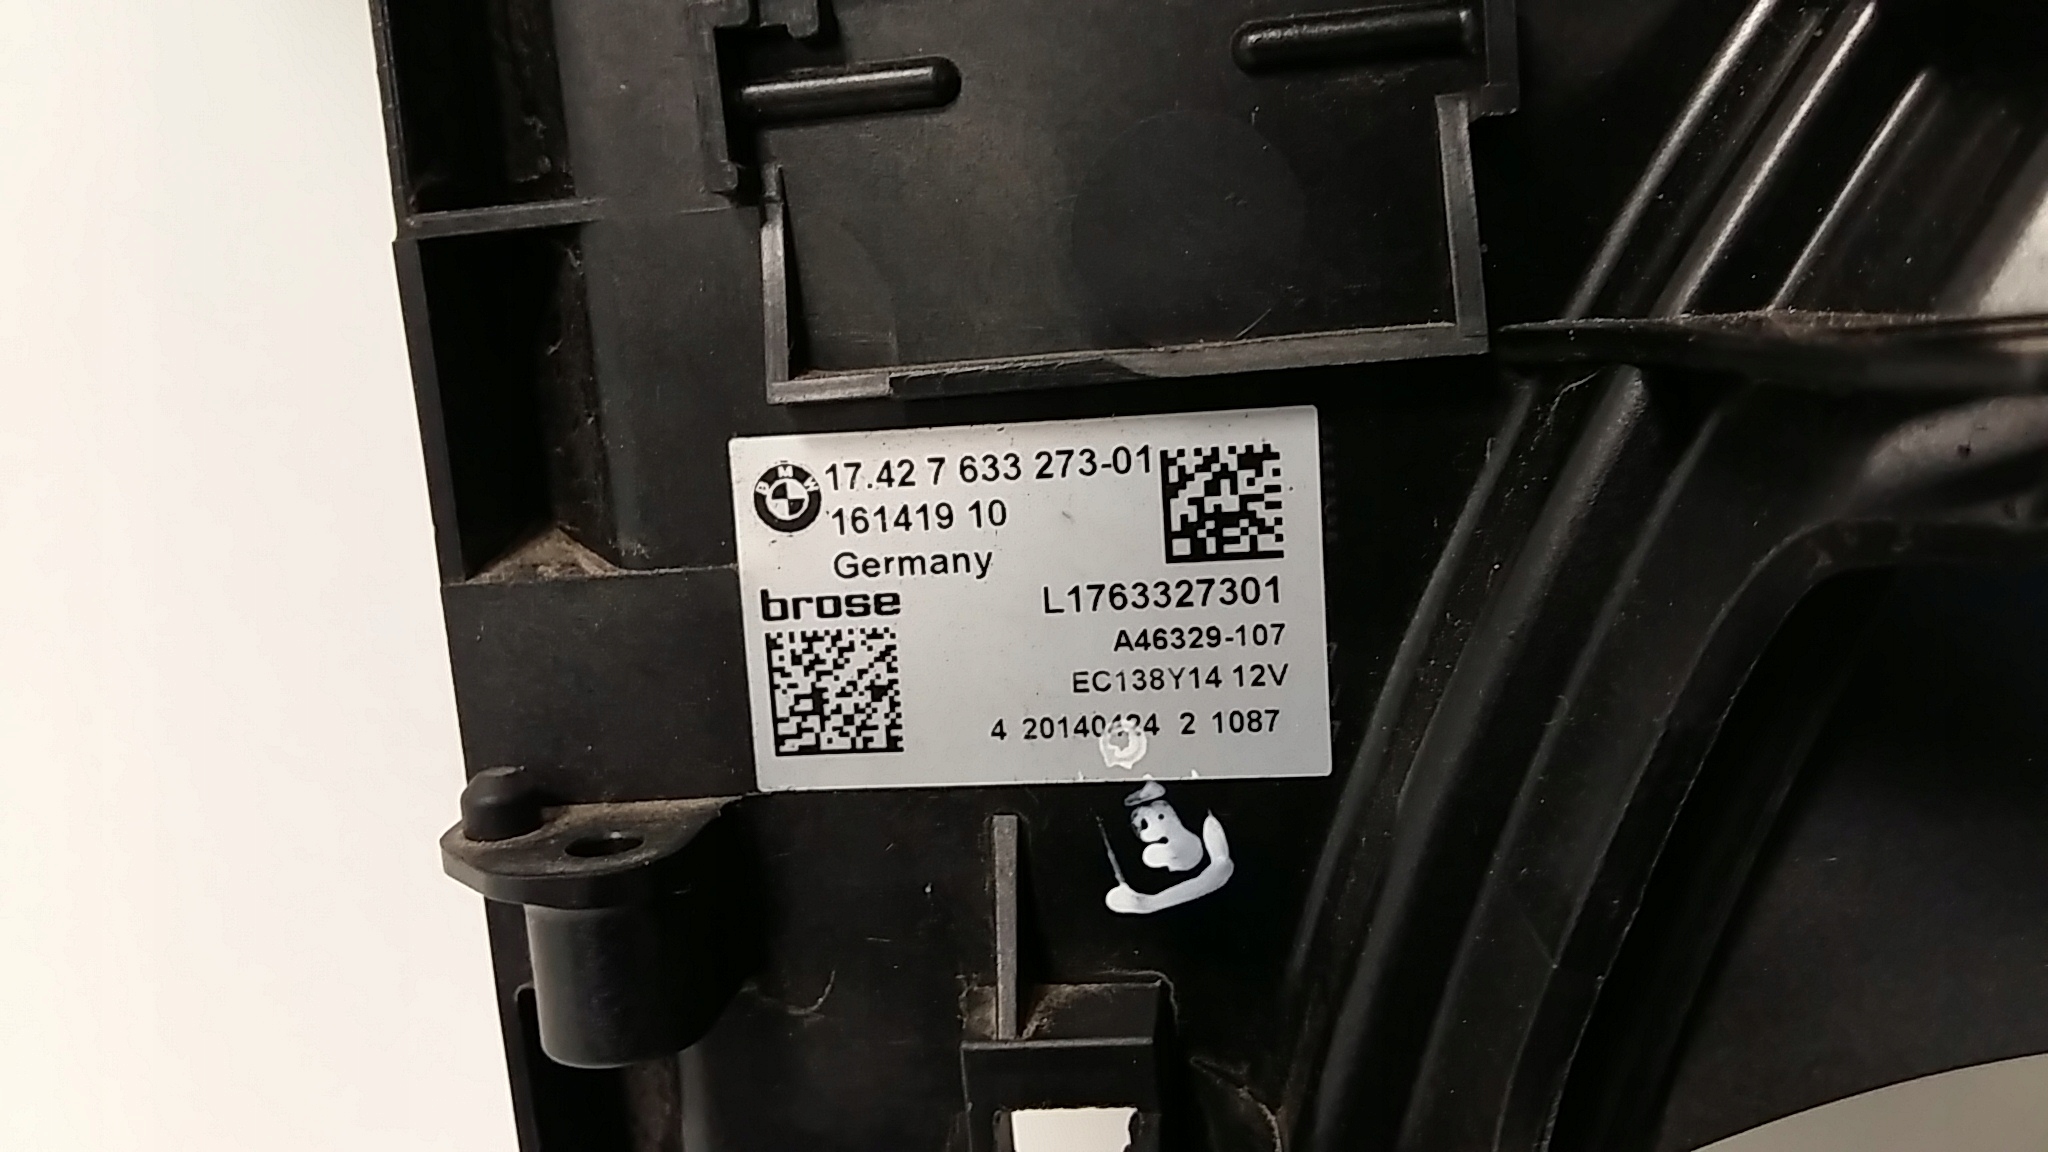 BMW
17.42 7 633 273-01
161419 10
Germany
brose
L1763327301
A46329-107
EC138Y14 12V
4 20140424 2 1087